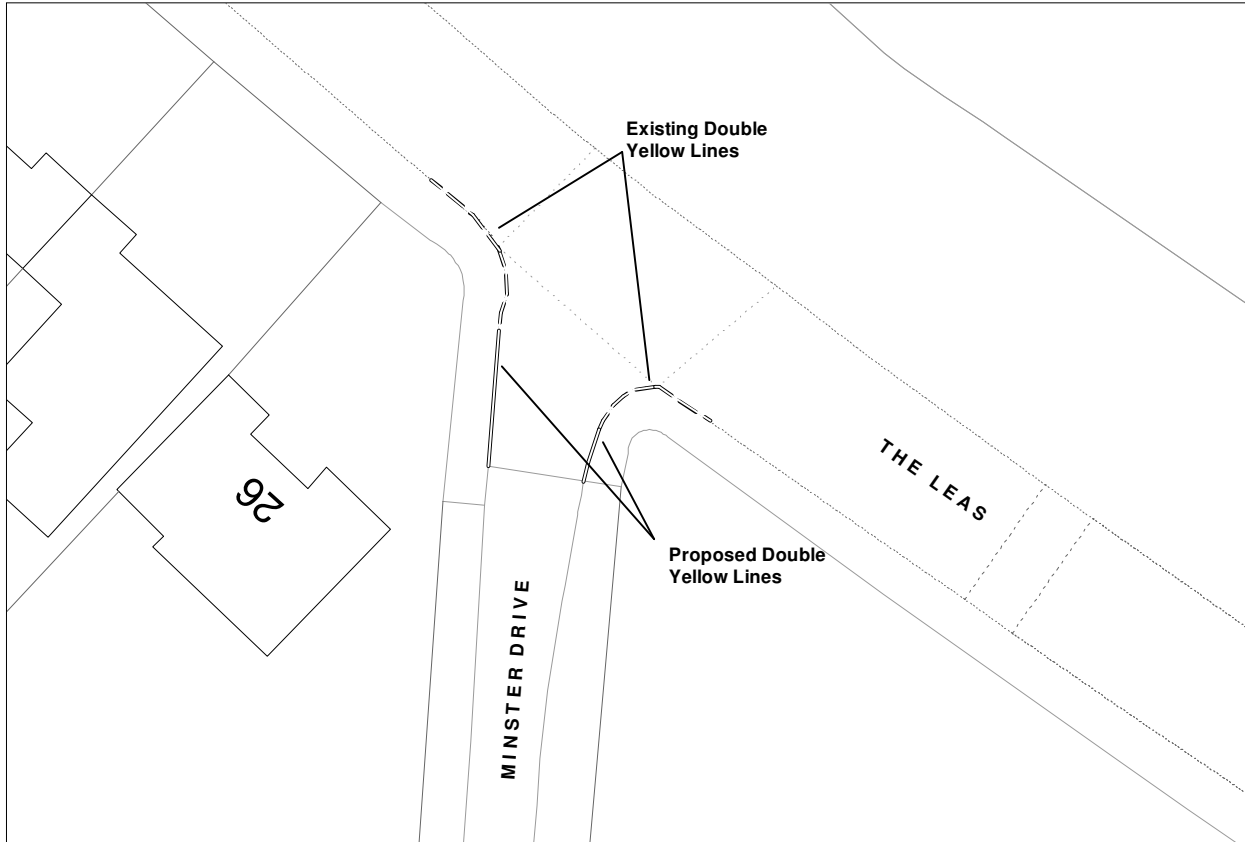 Existing Double
Yellow Lines
THE LEAS
26
Proposed Double
Yellow Lines
MINSTER DRIVE